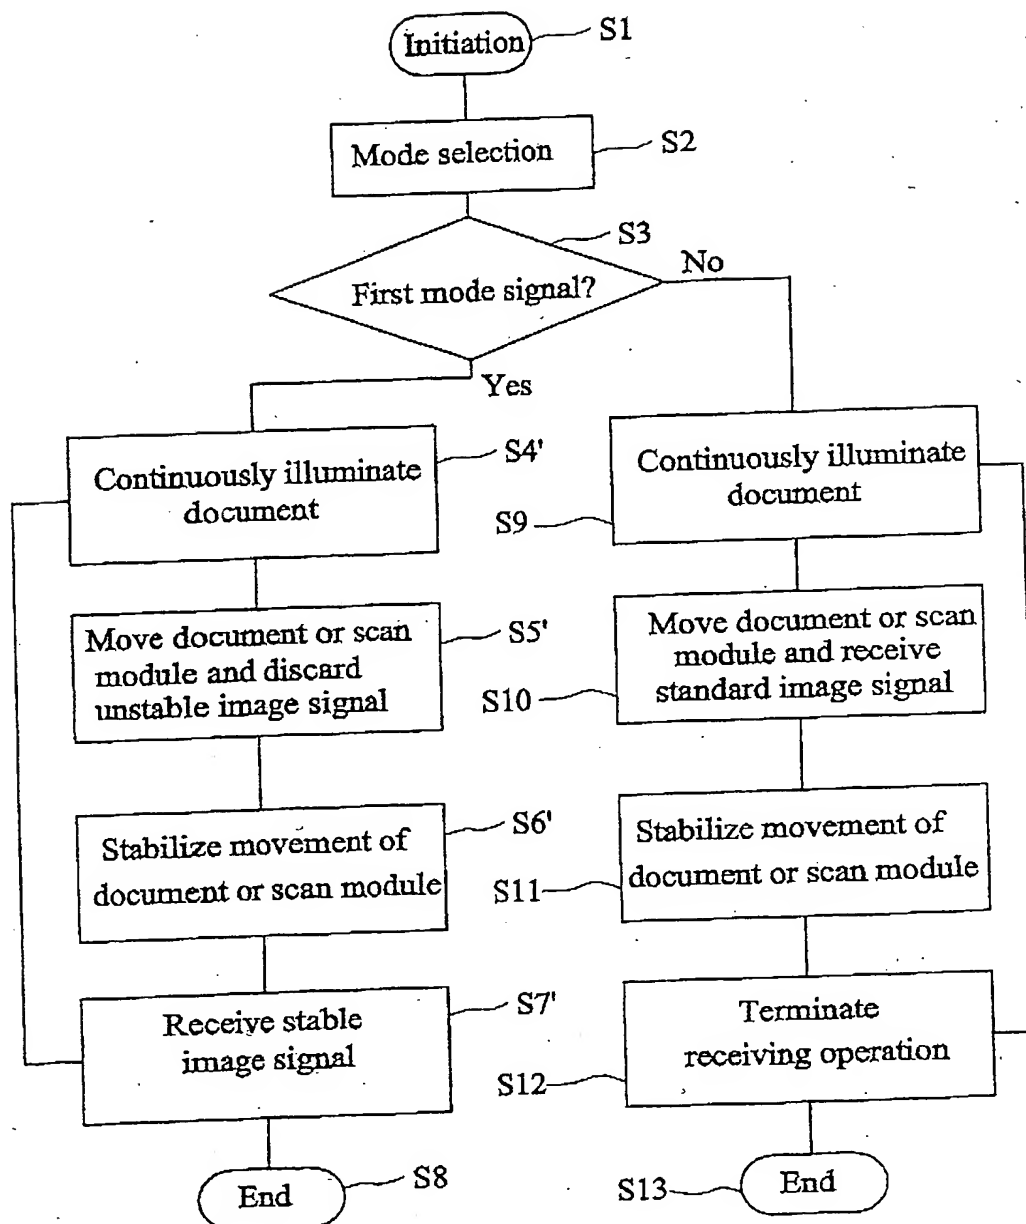 Initiation
S1
Mode selection
S2
S3
First mode signal?
No
Yes
Continuously illuminate
document
S4'
Move document or scan
module and discard
unstable image signal
S5'
Stabilize movement of
document or scan module
S6'
Receive stable
image signal
S7'
End
S8
Continuously illuminate
document
S9
Move document or scan
module and receive
standard image signal
S10
Stabilize movement of
document or scan module
S11
Terminate
receiving operation
S12
End
S13